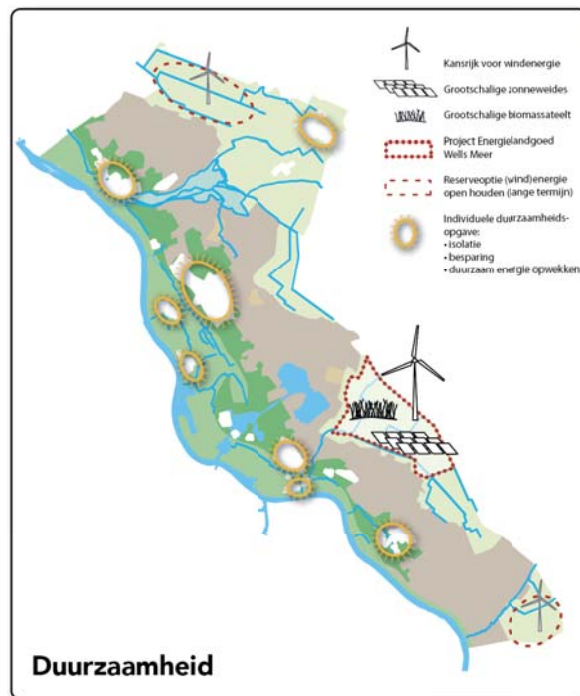 Kansrijk voor windenergie
Grootschalige zonneweides
Grootschalige biomassateelt
Project Energielandgoed
Wells Meer
Reserveoptie (wind)energie
open houden (lange termijn)
Individuele duurzaamheids-
opgave:
• isolatie
• besparing
• duurzaam energie opwekken
Duurzaamheid